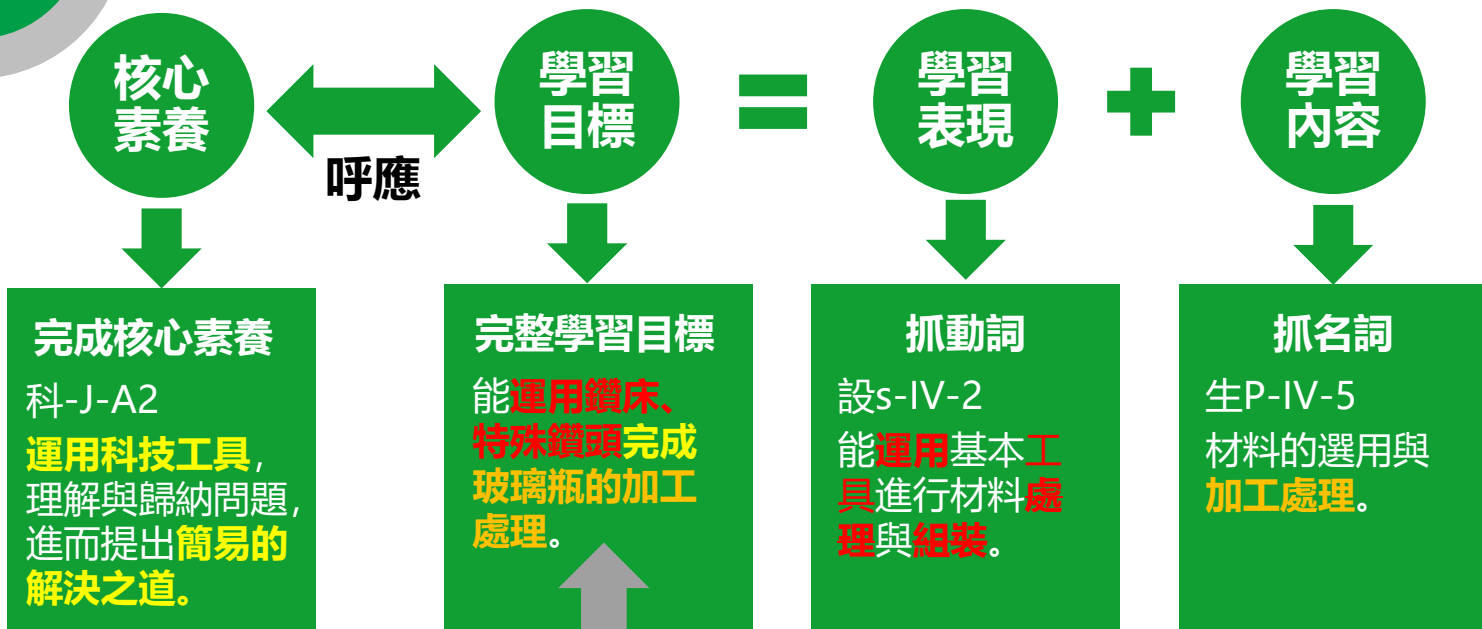 核心
素養
呼應
學習
目標
學習
表現
學習
內容
完成核心素養
科-J-A2
運用科技工具，
理解與歸納問題，
進而提出簡易的
解決之道。
完整學習目標
能運用鑽床、
特殊鑽頭完成
玻璃瓶的加工
處理。
抓動詞
設s-IV-2
能運用基本工
具進行材料處
理與組裝。
抓名詞
生P-IV-5
材料的選用與
加工處理。